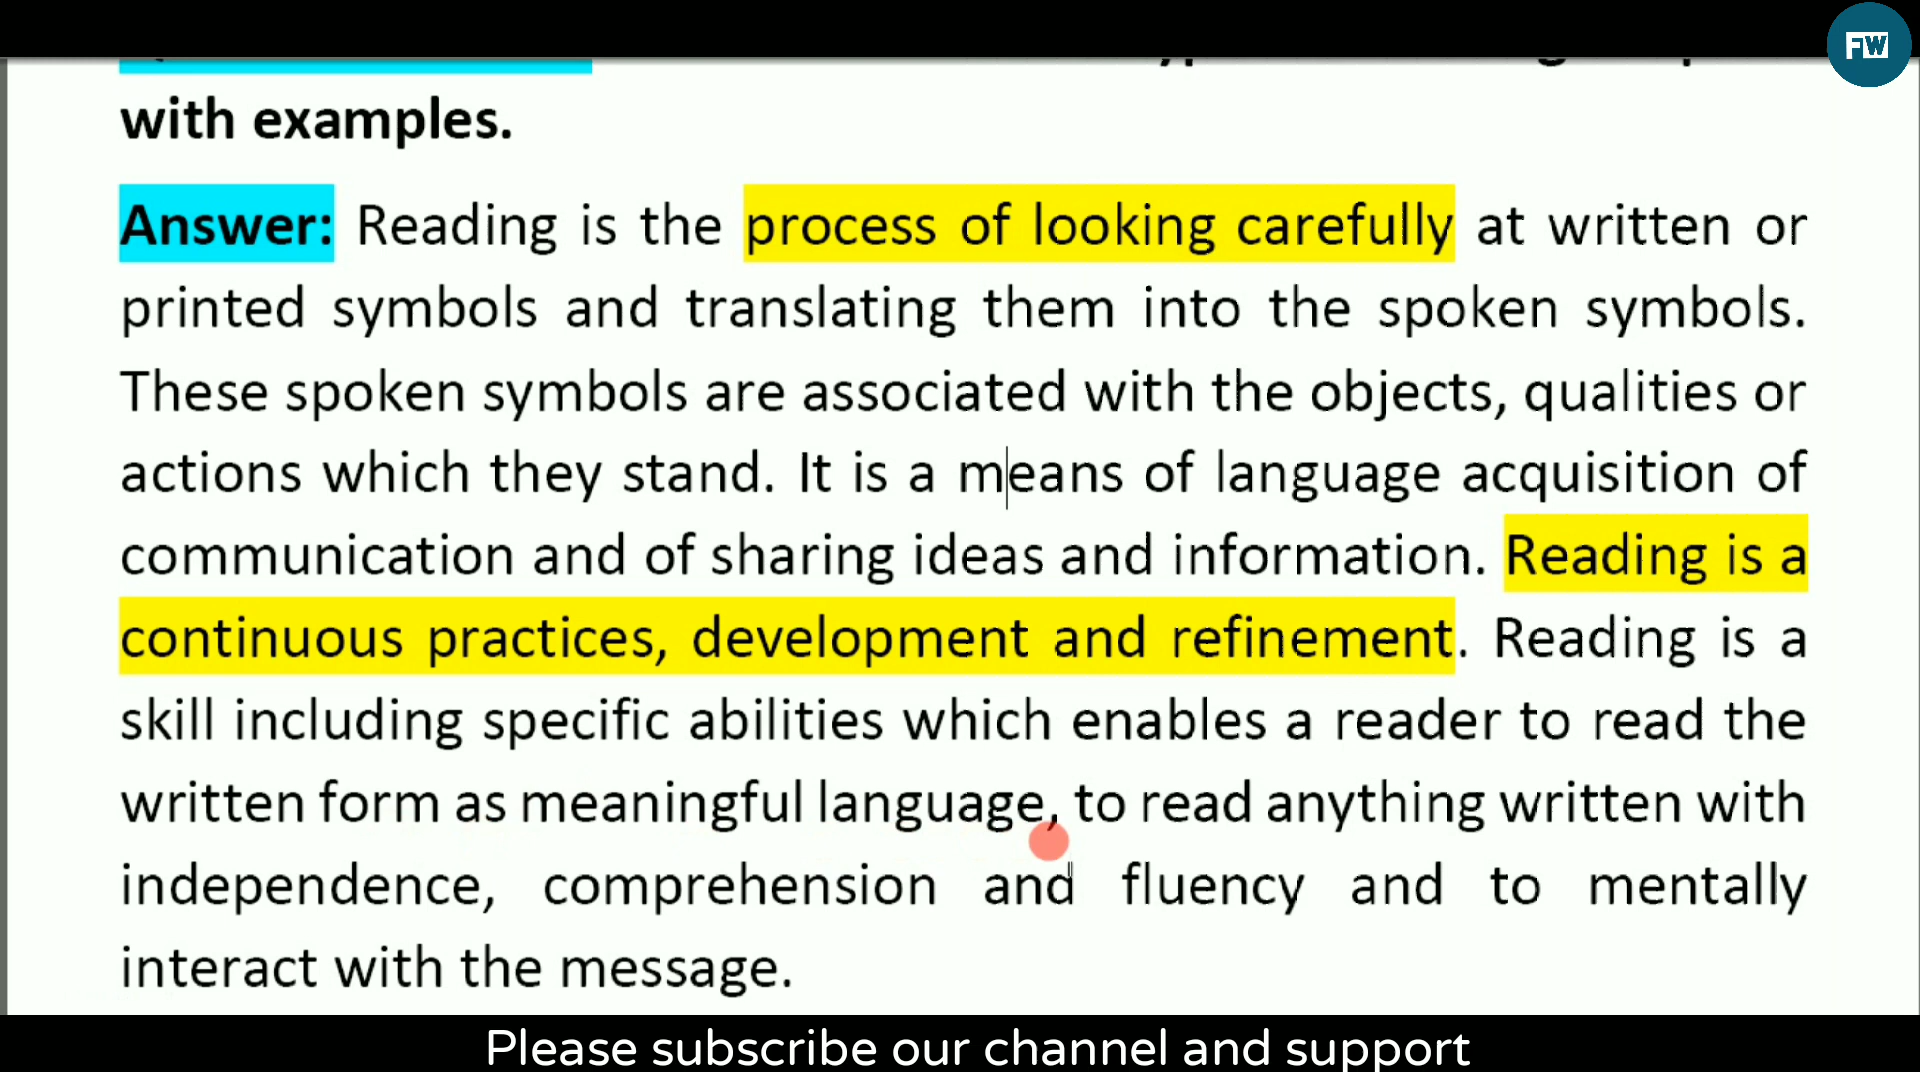 FW
with examples.
Answer: Reading is the process of looking carefully at written or
printed symbols and translating them into the spoken symbols.
These spoken symbols are associated with the objects, qualities or
actions which they stand. It is a means of language acquisition of
communication and of sharing ideas and information. Reading is a
continuous practices, development and refinement. Reading is a
skill including specific abilities which enables a reader to read the
written form as meaningful language, to read anything written with
independence, comprehension and fluency and to mentally
interact with the message.
Please subscribe our channel and support